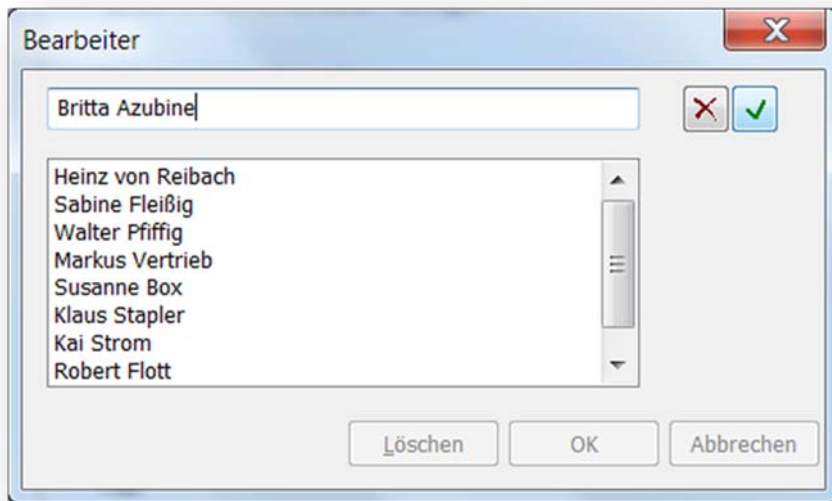 Bearbeiter
Britta Azubine
Heinz von Reibach
Sabine Fleißig
Walter Pfiffig
Markus Vertrieb
Susanne Box
Klaus Stapler
Kai Strom
Robert Flott
Löschen OK Abbrechen